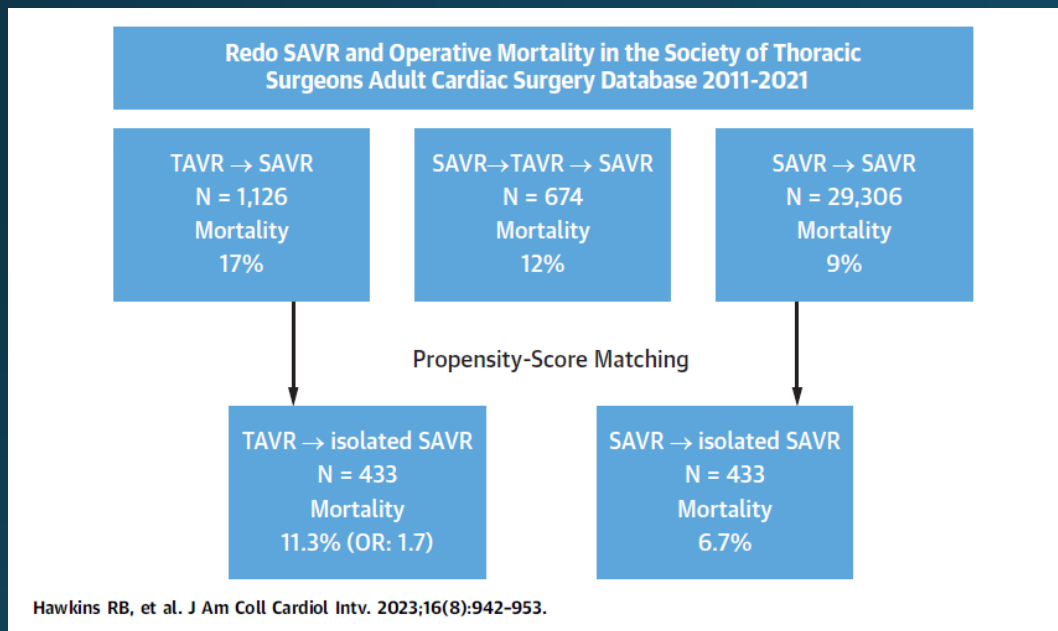 Redo SAVR and Operative Mortality in the Society of Thoracic
Surgeons Adult Cardiac Surgery Database 2011-2021
TAVR → SAVR
N = 1,126
Mortality
17%
SAVR→TAVR → SAVR
N = 674
Mortality
12%
SAVR → SAVR
N = 29,306
Mortality
9%
Propensity-Score Matching
TAVR → isolated SAVR
N = 433
Mortality
11.3% (OR: 1.7)
SAVR → isolated SAVR
N = 433
Mortality
6.7%
Hawkins RB, et al. J Am Coll Cardiol Intv. 2023;16(8):942-953.